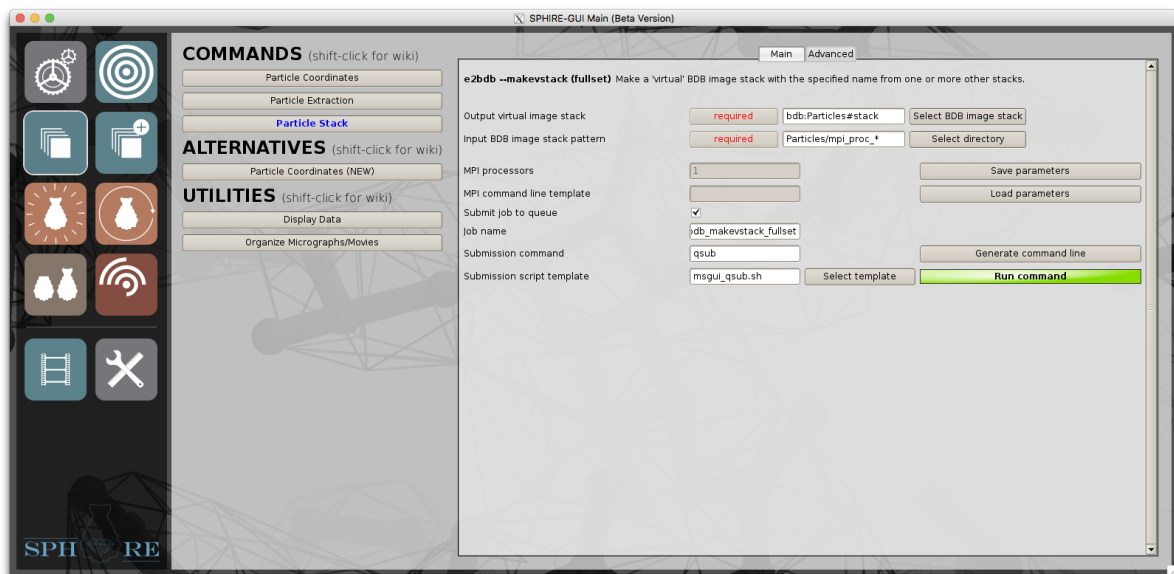 SPHIRE-GUI Main (Beta Version)
COMMANDS (shift-click for wiki)
Particle Coordinates
Particle Extraction
Particle Stack
ALTERNATIVES (shift-click for wiki)
Particle Coordinates (NEW)
UTILITIES (shift-click for wiki)
Display Data
Organize Micrographs/Movies
SPHIRE
Main Advanced
e2bdb --makevstack (fullset) Make a 'virtual' BDB image stack with the specified name from one or more other stacks.
Output virtual image stack required bdb:Particles#stack Select BDB image stack
Input BDB image stack pattern required Particles/mpi_proc_* Select directory
MPI processors 1 Save parameters
MPI command line template Load parameters
Submit job to queue
Job name db_makevstack_fullset
Submission command qsub Generate command line
Submission script template msgui_qsub.sh Select template Run command